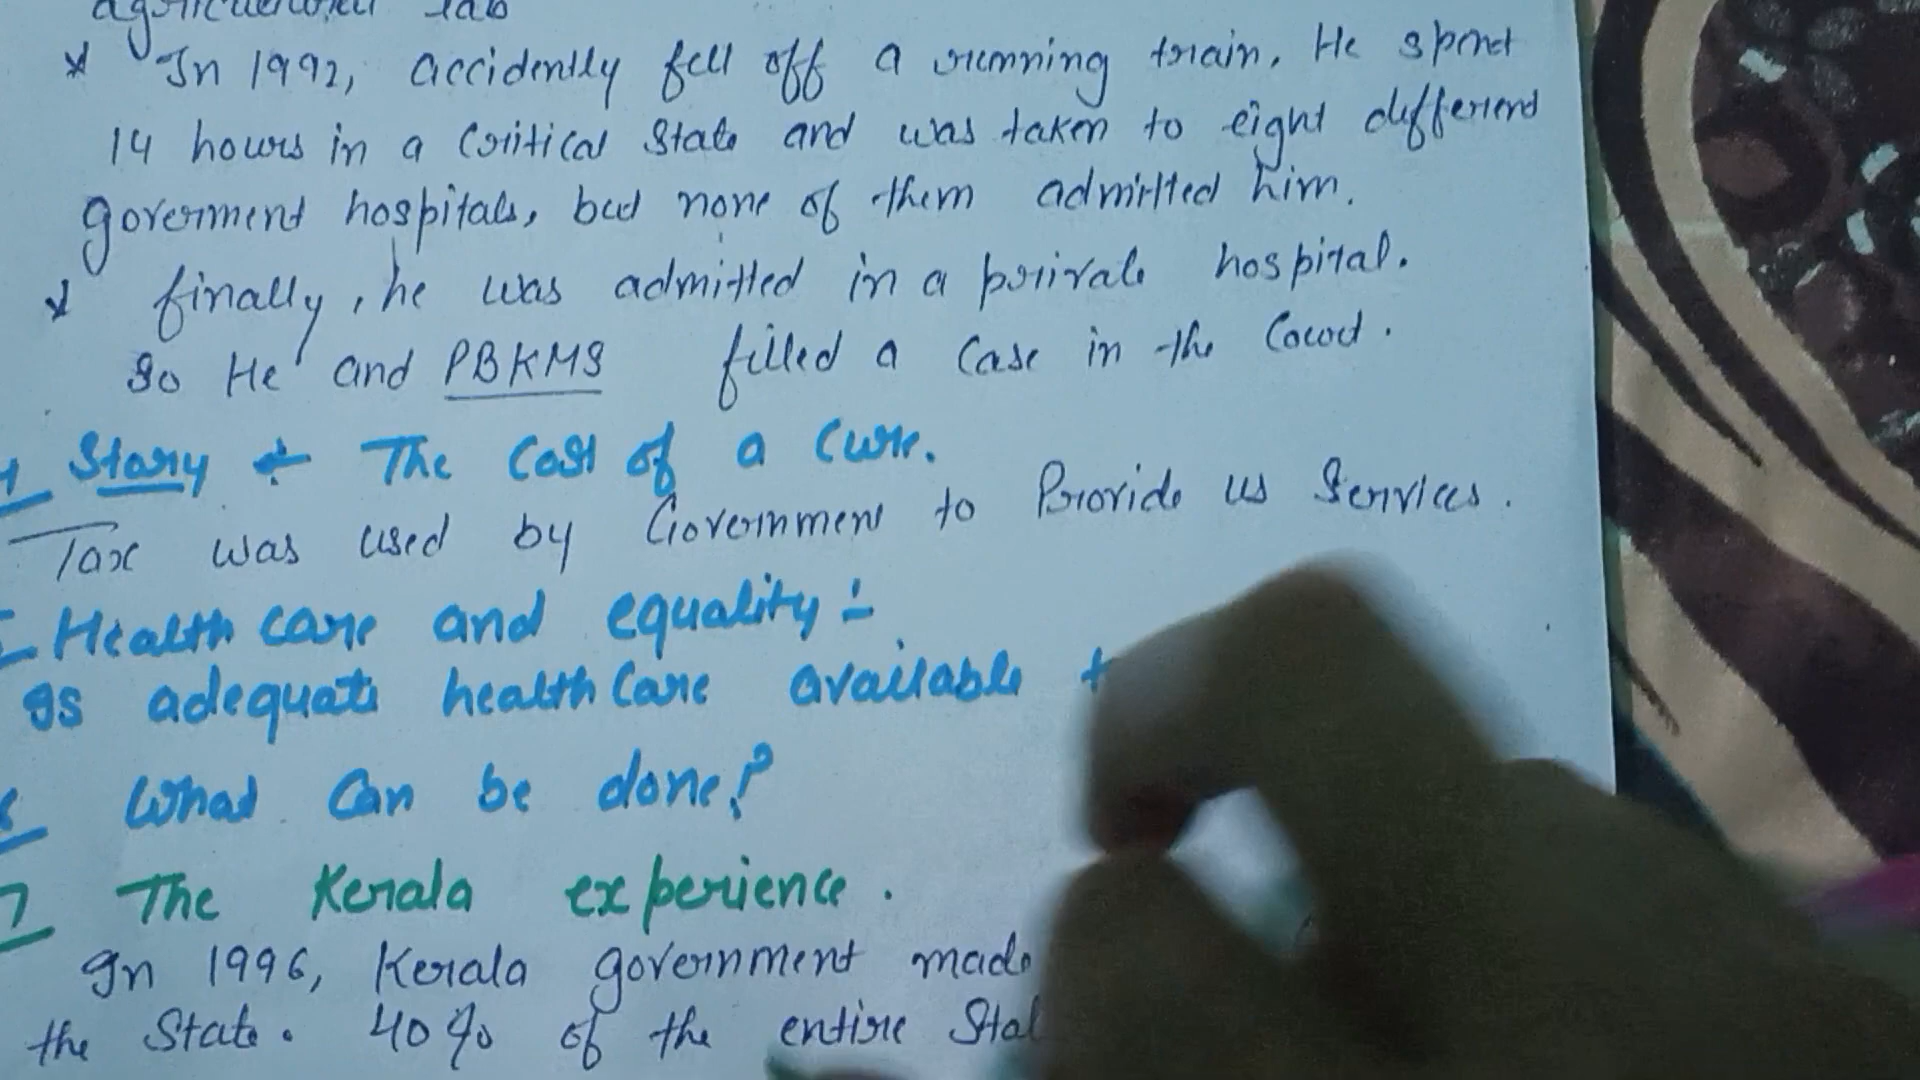 * In 1992, accidently fell off a running train. He spent
14 hours in a critical state and was taken to eight different
goverment hospitals, but none of them admitted him.
* finally, he was admitted in a private hospital.
So He and PBKMS filled a case in the Court.
Story The Cost of a Cure.
Tax was used by Government to Provide us Services.
Health care and equality :-
Is adequate healthcare available
6 What can be done?
7 The Kerala experience.
In 1996, Kerala government made
the State. 40% of the entire